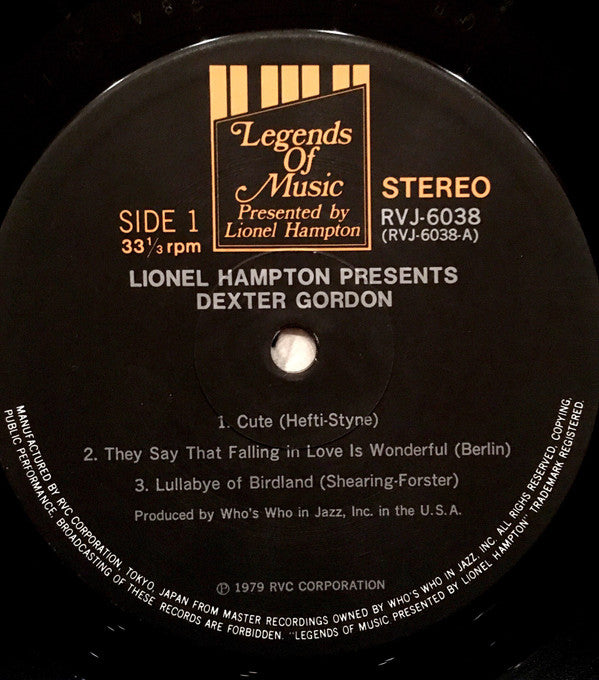 Legends
Of
Music
Presented by
Lionel Hampton
SIDE 1
33 1/3 rpm
STEREO
RVJ-6038
(RVJ-6038-A)
LIONEL HAMPTON PRESENTS
DEXTER GORDON
1. Cute (Hefti-Styne)
2. They Say That Falling in Love Is Wonderful (Berlin)
3. Lullabye of Birdland (Shearing-Forster)
Produced by Who's Who in Jazz, Inc. in the U.S.A.
℗ 1979 RVC CORPORATION
MANUFACTURED BY RVC CORPORATION, TOKYO, JAPAN FROM MASTER RECORDINGS OWNED BY WHO'S WHO IN JAZZ, INC. ALL RIGHTS RESERVED, COPYING,
PUBLIC PERFORMANCE, BROADCASTING OF THESE RECORDS ARE FORBIDDEN. "LEGENDS OF MUSIC PRESENTED BY LIONEL HAMPTON" TRADEMARK REGISTERED.